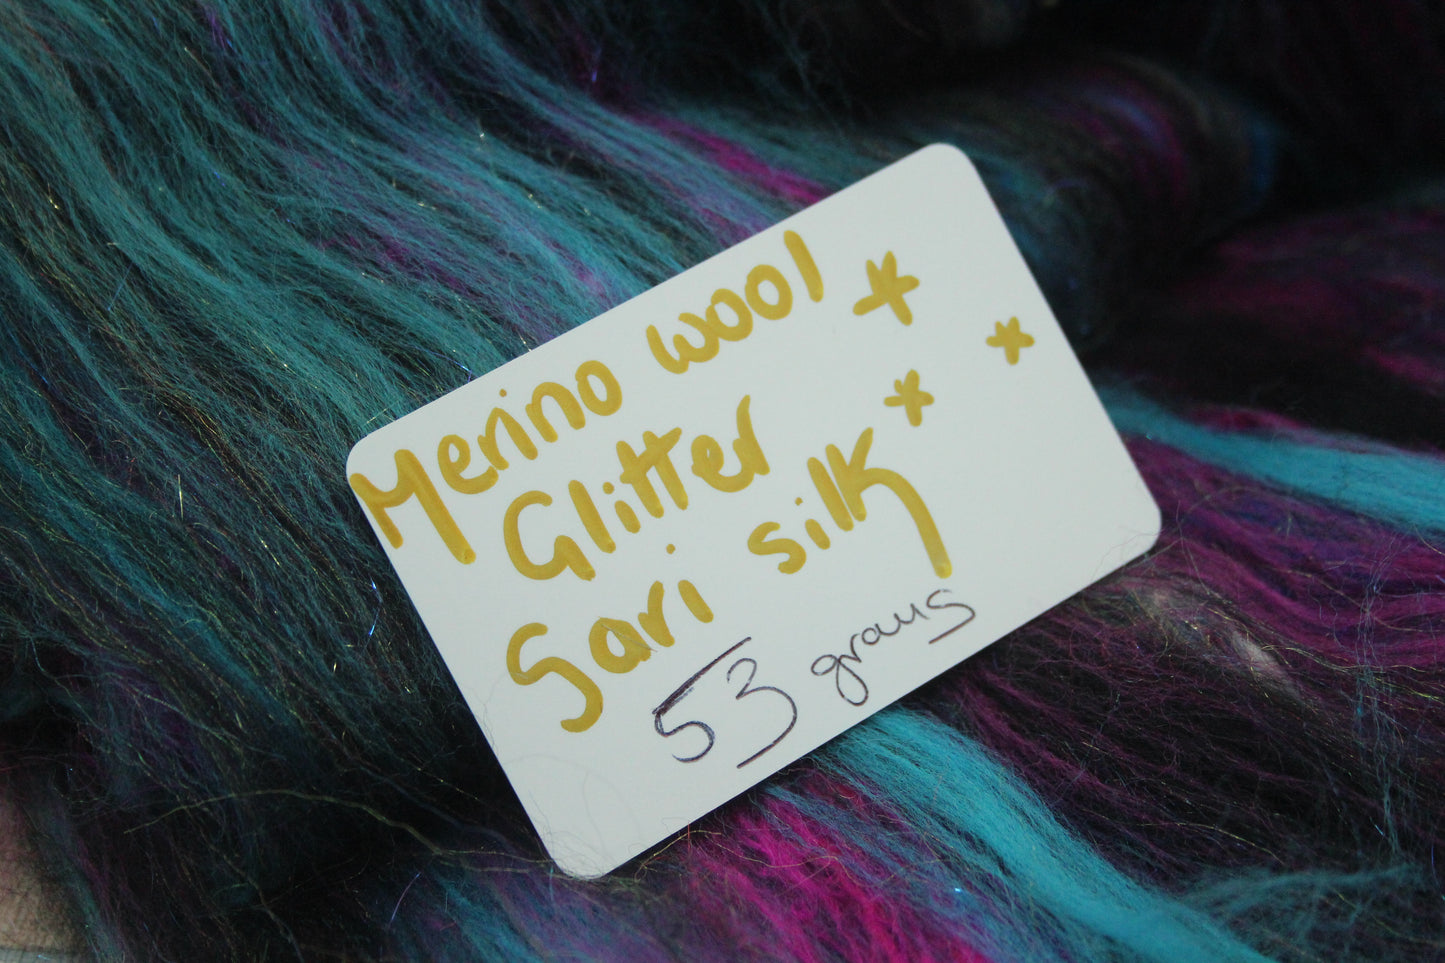 Merino wool
Glitter
Sari silk
53 grams